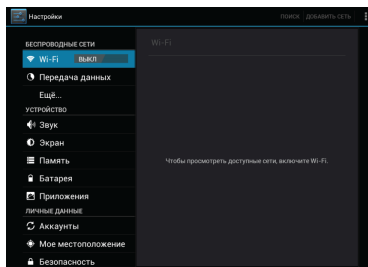 Настройки
ПОИСК ДОБАВИТЬ СЕТЬ
БЕСПРОВОДНЫЕ СЕТИ
Wi-Fi
Wi-Fi ВЫКЛ
Передача данных
Ещё...
УСТРОЙСТВО
Звук
Экран
Память
Чтобы просмотреть доступные сети, включите Wi-Fi.
Батарея
Приложения
ЛИЧНЫЕ ДАННЫЕ
Аккаунты
Мое местоположение
Безопасность